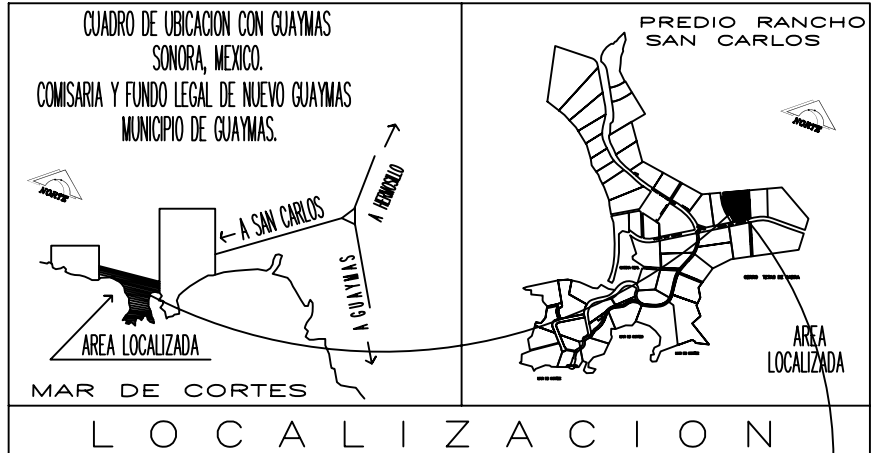 CUADRO DE UBICACION CON GUAYMAS
SONORA, MEXICO.
COMISARIA Y FUNDO LEGAL DE NUEVO GUAYMAS
MUNICIPIO DE GUAYMAS.
NORTE
A HERMOSILLO
← A SAN CARLOS
A GUAYMAS
AREA LOCALIZADA
MAR DE CORTES
PREDIO RANCHO
SAN CARLOS
NORTE
AREA
LOCALIZADA
LOCALIZACION